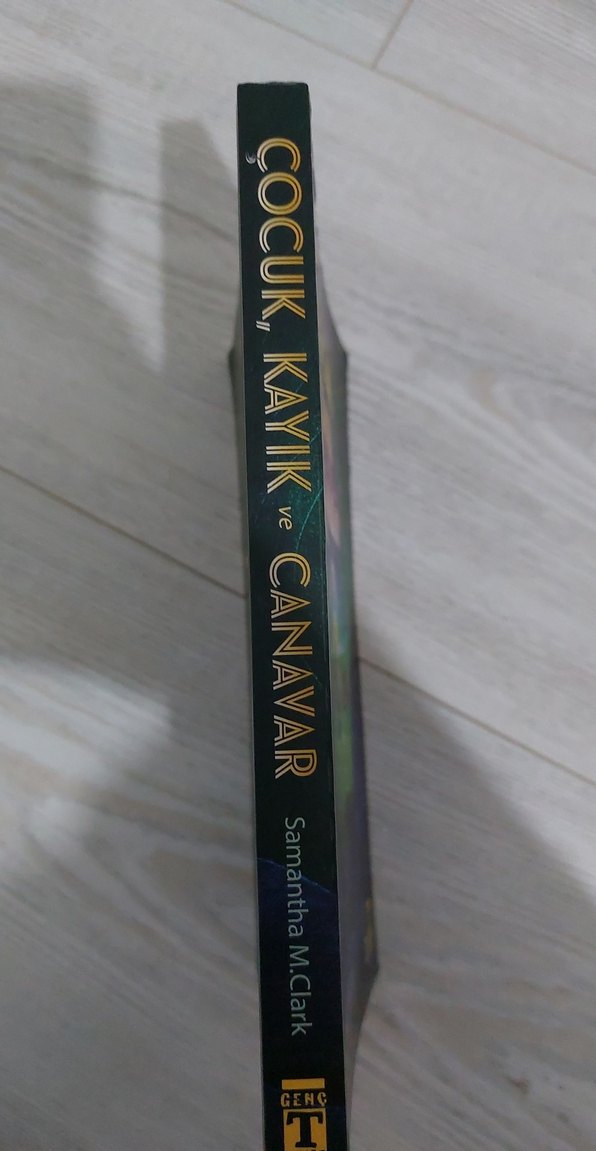 ÇOCUK, KAYIK ve CANAVAR
Samantha M.Clark
GENÇ
T